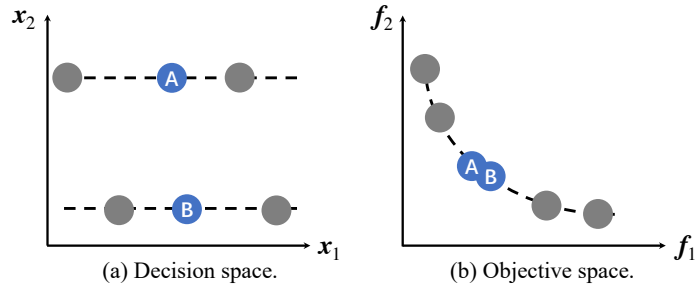 x2
A
B
x1
(a) Decision space.
f2
A
B
f1
(b) Objective space.